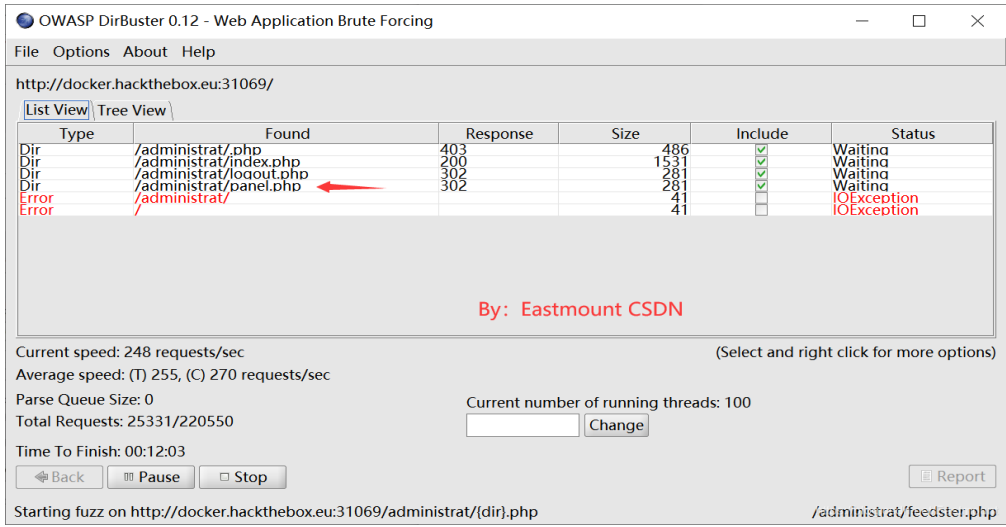 OWASP DirBuster 0.12 - Web Application Brute Forcing
File Options About Help
http://docker.hackthebox.eu:31069/
List View Tree View
Type Found Response Size Include Status
Dir /administrat/.php 403 486 Waiting
Dir /administrat/index.php 200 1531 Waiting
Dir /administrat/logout.php 302 281 Waiting
Dir /administrat/panel.php 302 281 Waiting
Error /administrat/ 41 IOException
Error / 41 IOException
By：Eastmount CSDN
Current speed: 248 requests/sec (Select and right click for more options)
Average speed: (T) 255, (C) 270 requests/sec
Parse Queue Size: 0 Current number of running threads: 100
Total Requests: 25331/220550 Change
Time To Finish: 00:12:03
Back Pause Stop Report
Starting fuzz on http://docker.hackthebox.eu:31069/administrat/{dir}.php /administrat/feedster.php